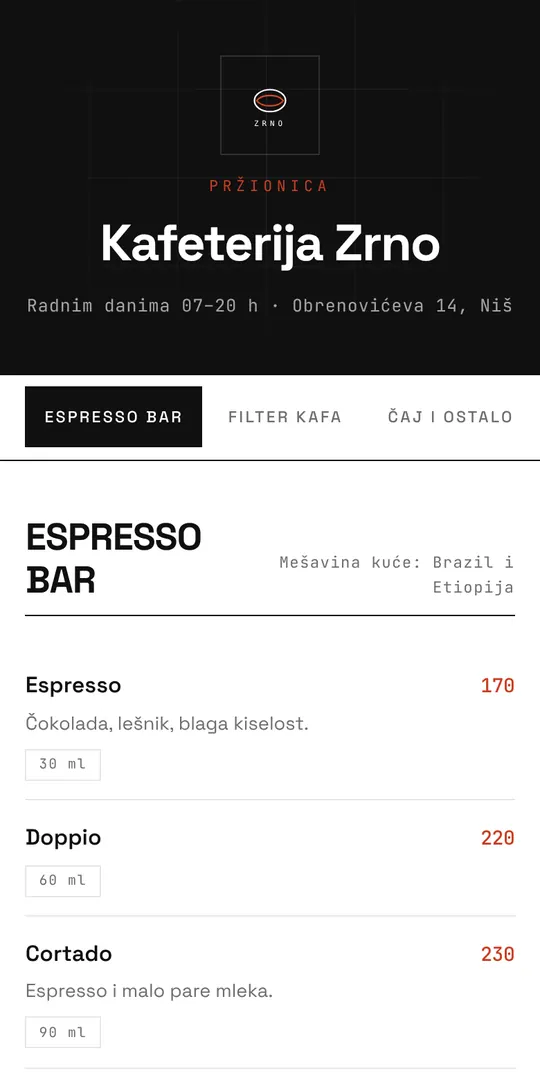 ZRNO
PRŽIONICA
Kafeterija Zrno
Radnim danima 07–20 h · Obrenovićeva 14, Niš
ESPRESSO BAR
FILTER KAFA
ČAJ I OSTALO
ESPRESSO
BAR
Mešavina kuće: Brazil i
Etiopija
Espresso 170
Čokolada, lešnik, blaga kiselost.
30 ml
Doppio 220
60 ml
Cortado 230
Espresso i malo pare mleka.
90 ml